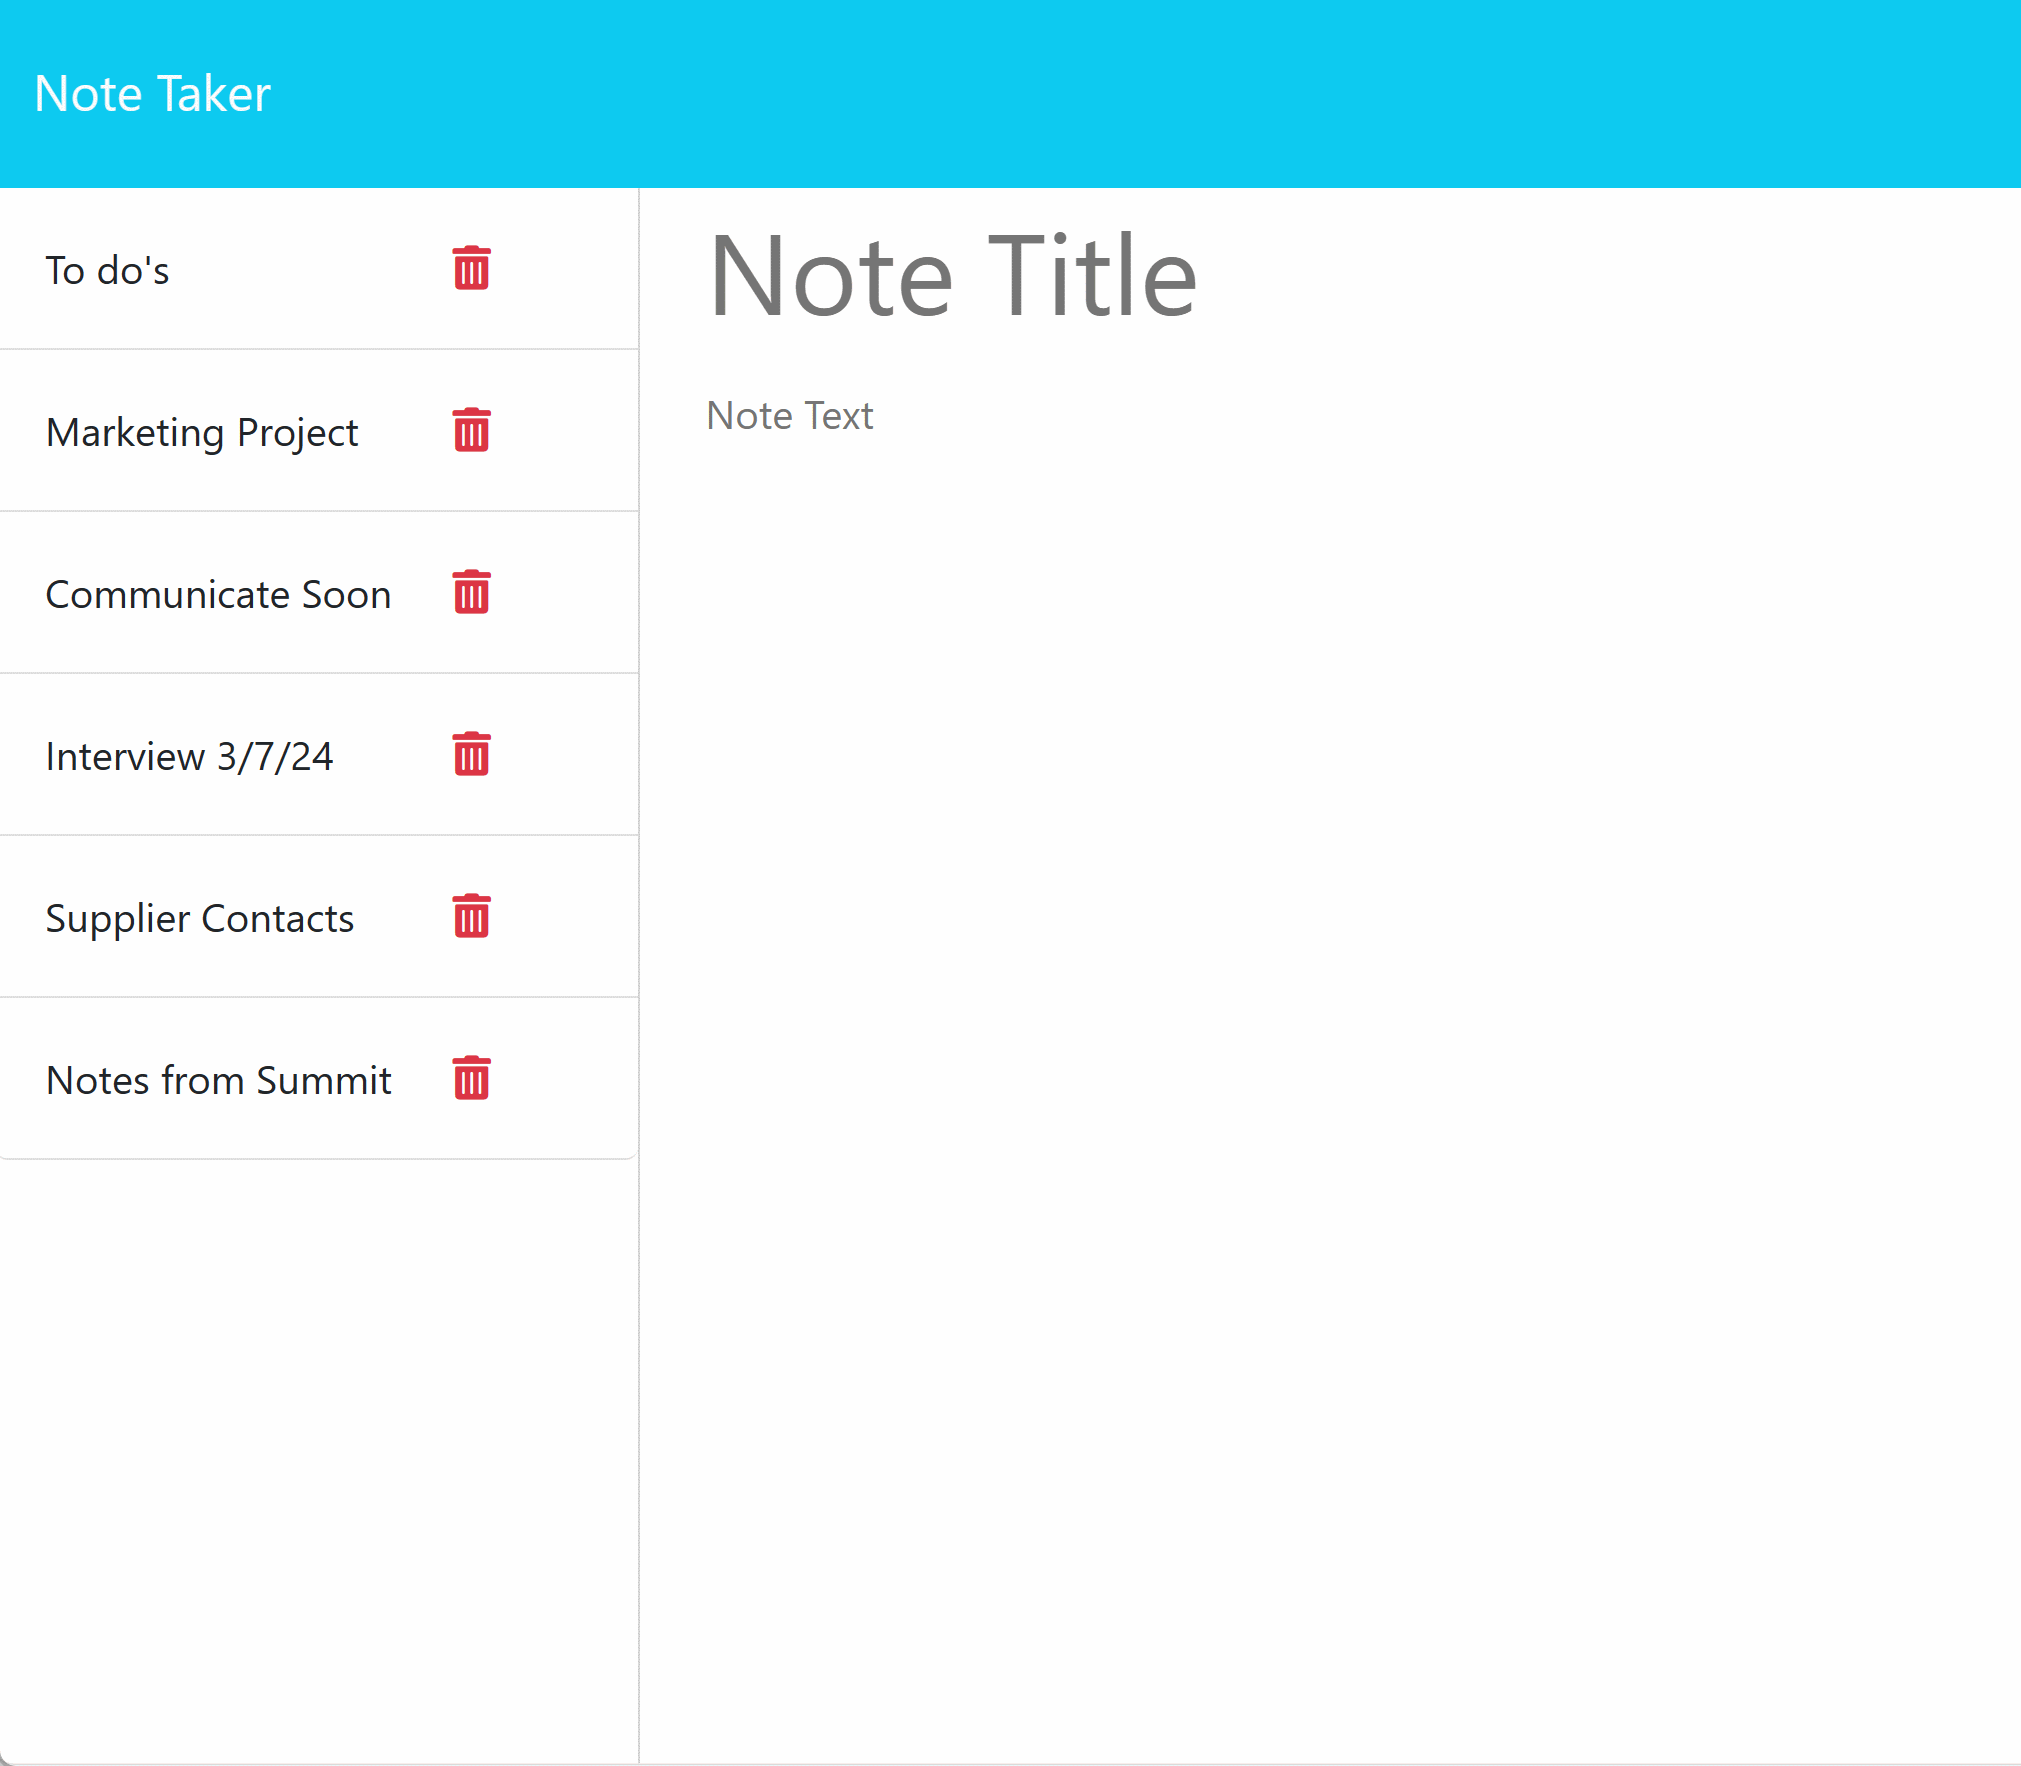 Note Taker
To do's
Marketing Project
Communicate Soon
Interview 3/7/24
Supplier Contacts
Notes from Summit
Note Title
Note Text